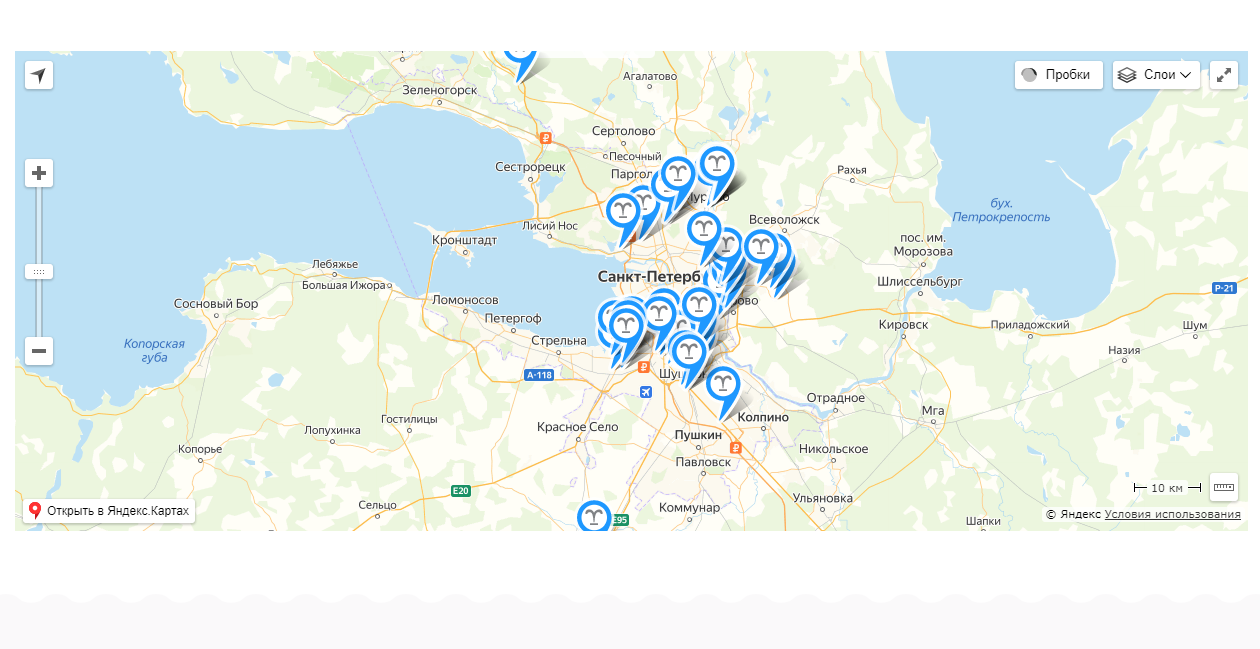 Агалатово
Пробки
Слои
Зеленогорск
Сертолово
Песочный
Сестрорецк
Рахья
Всеволожск
бух.
Петрокрепость
Лисий Нос
Кронштадт
пос. им.
Морозова
Лебяжье
Большая Ижора
Санкт-Петерб
Шлиссельбург
Р-21
Сосновый Бор
Ломоносов
Петергоф
Кировск
Приладожский
Шум
Стрельна
Копорская
губа
Назия
А-118
Отрадное
Мга
Гостилицы
Лопухинка
Красное Село
Колпино
Пушкин
Копорье
Никольское
Павловск
E20
Ульяновка
10 км
Сельцо
Коммунар
Открыть в Яндекс.Картах
E95
Шапки
© Яндекс Условия использования